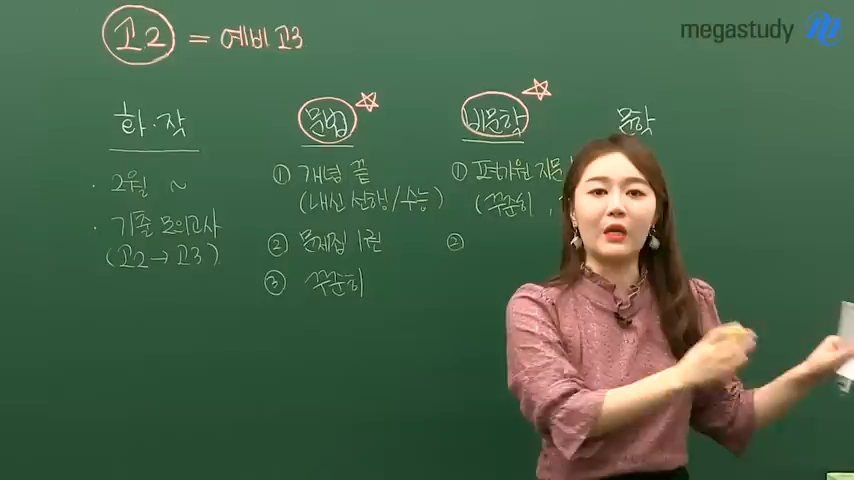 megastudy
고2 = 예비 고3
화·작
· 2월 ~
· 기출 모의고사
(고2→고3)
문법 ☆
① 개념 끝
(내신 선행/수능)
② 문제집 1권
③ 꾸준히
비문학 ☆
① 평가원 지문
(꾸준히,
②
문학